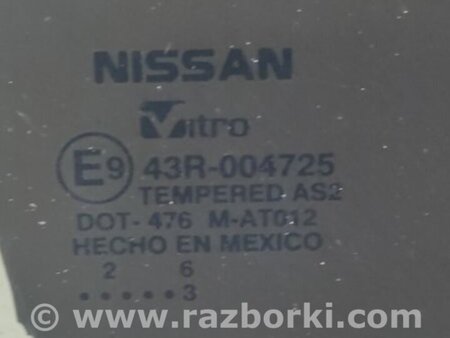 NISSAN
Vitro
E9 43R-004725
TEMPERED AS2
DOT-476 M-AT012
HECHO EN MEXICO
2 6
•••••3
© www.razborki.com